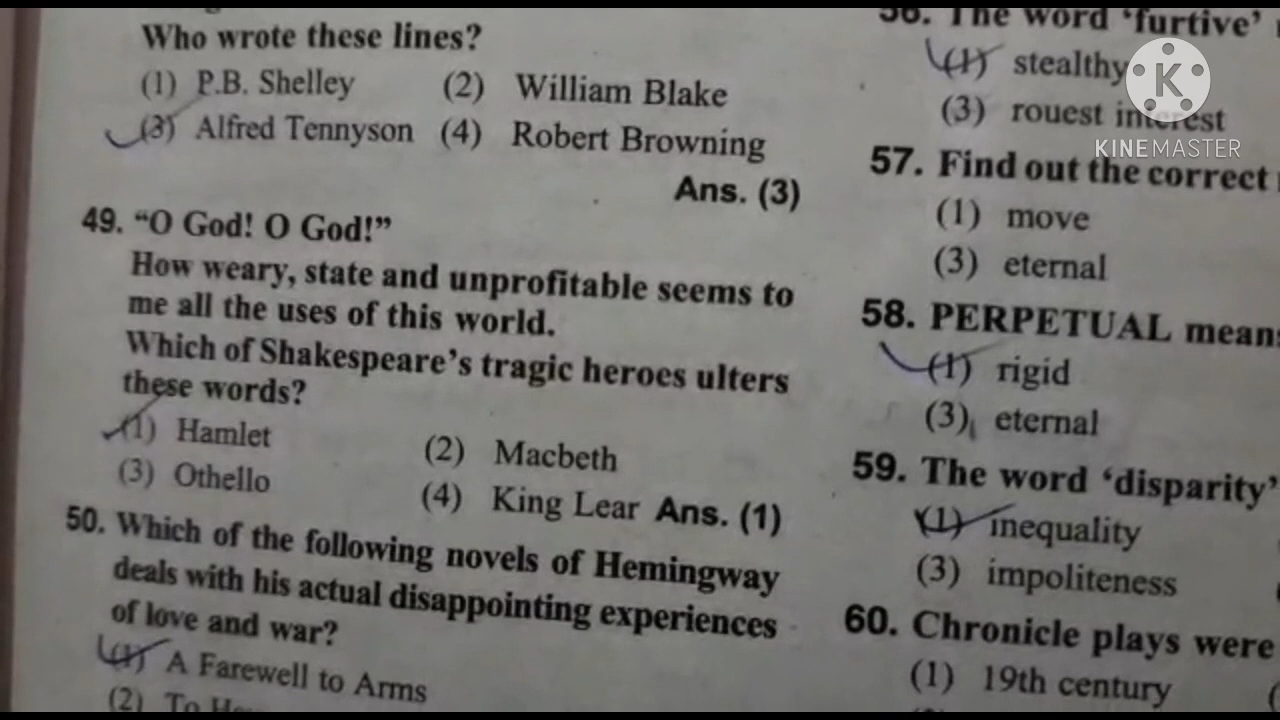 Who wrote these lines?
(1) P.B. Shelley (2) William Blake
(3) Alfred Tennyson (4) Robert Browning
Ans. (3)
49. “O God! O God!”
How weary, state and unprofitable seems to
me all the uses of this world.
Which of Shakespeare’s tragic heroes ulters
these words?
(1) Hamlet (2) Macbeth
(3) Othello (4) King Lear Ans. (1)
50. Which of the following novels of Hemingway
deals with his actual disappointing experiences
of love and war?
(1) A Farewell to Arms
(2) To
56. The word ‘furtive’
(1) stealthy
(3) rouest interest
57. Find out the correct
(1) move
(3) eternal
58. PERPETUAL mean
(1) rigid
(3) eternal
59. The word ‘disparity’
(1) inequality
(3) impoliteness
60. Chronicle plays were
(1) 19th century
K
KINEMASTER